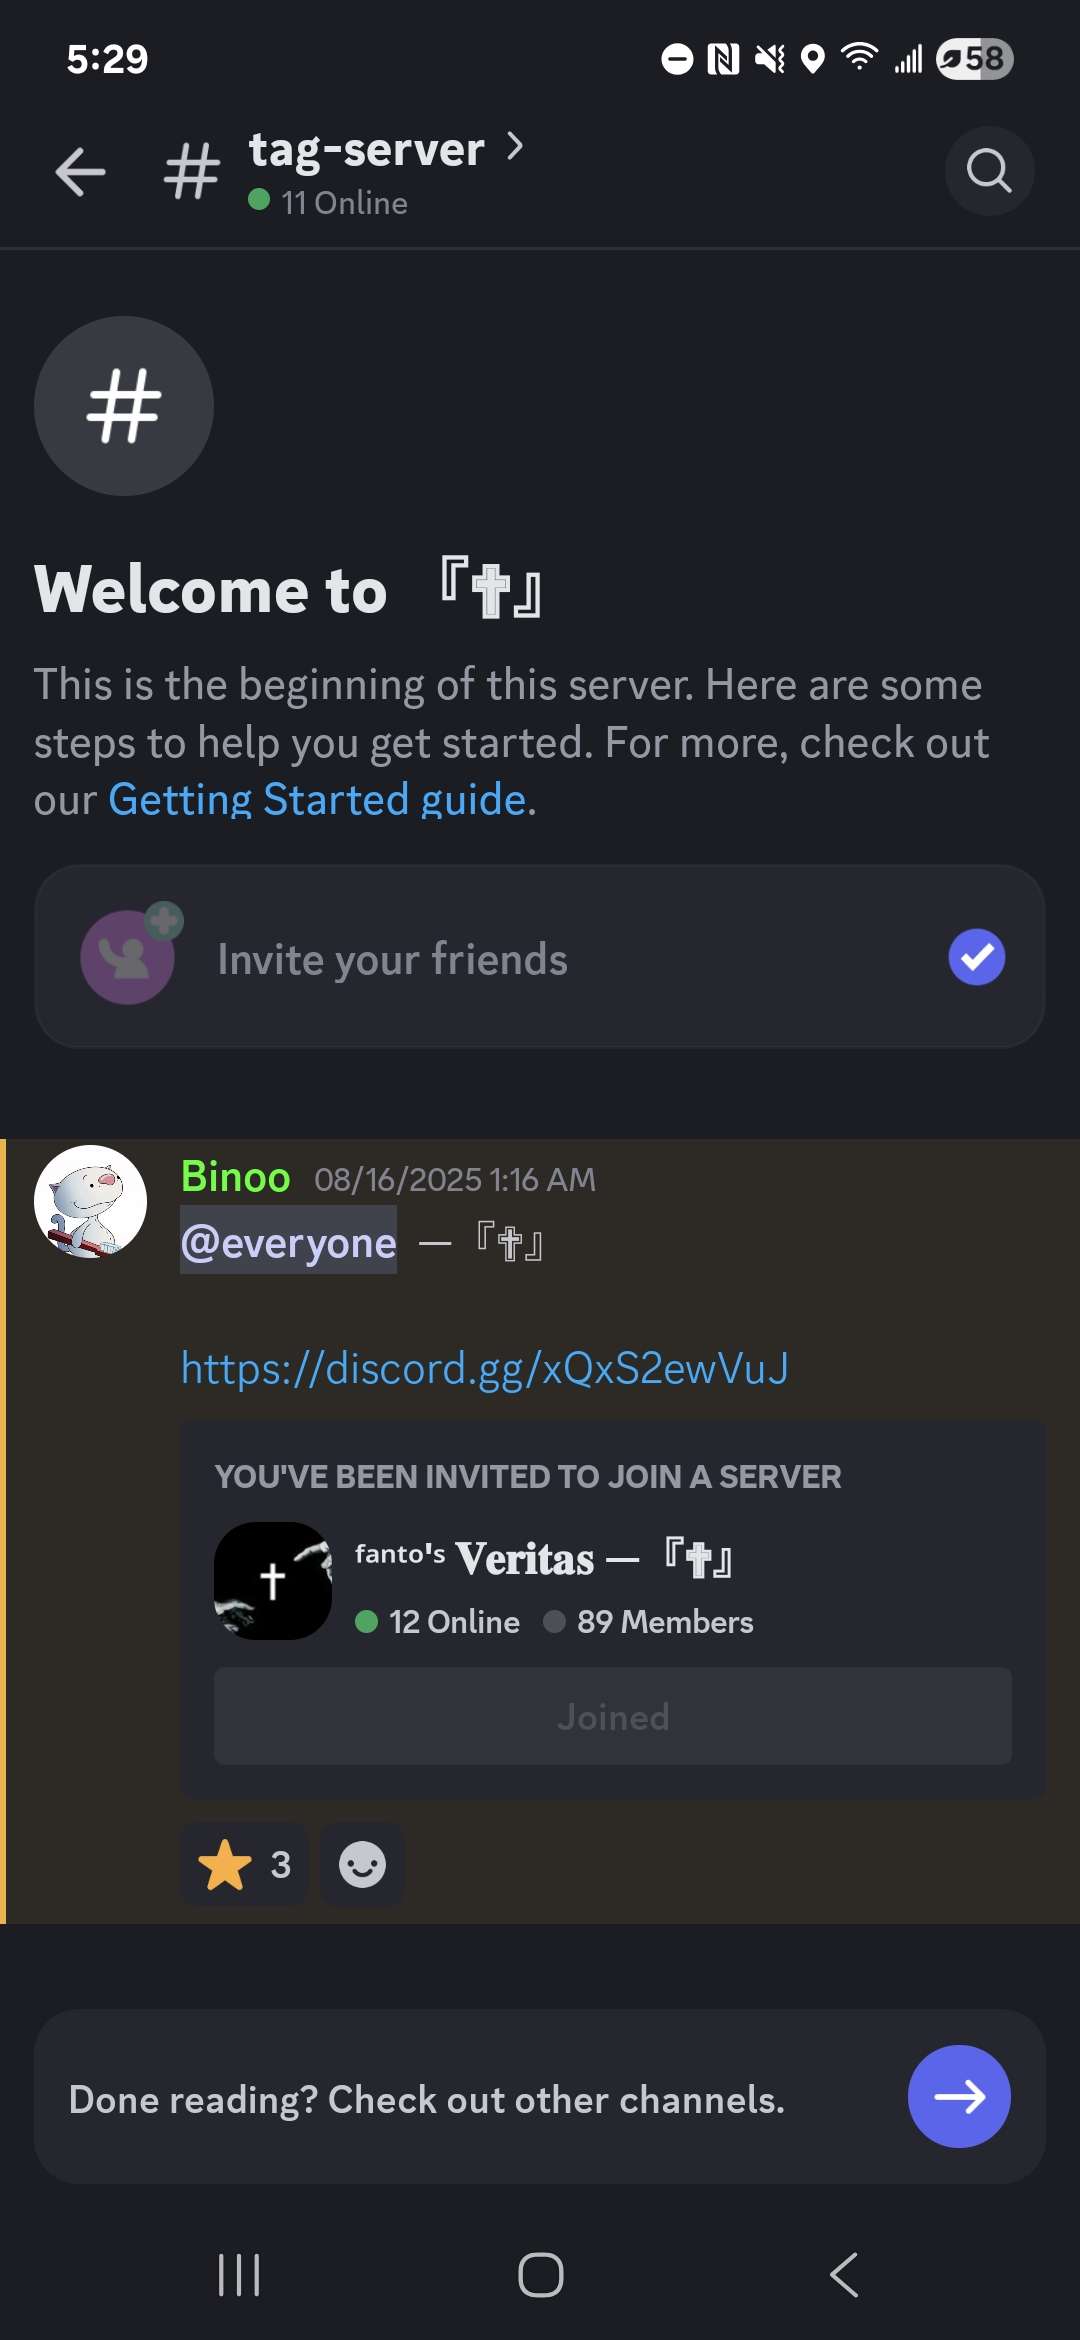 5:29
58
# tag-server >
11 Online
Welcome to 『✝』
This is the beginning of this server. Here are some
steps to help you get started. For more, check out
our Getting Started guide.
Invite your friends
Binoo 08/16/2025 1:16 AM
@everyone — 『✝』
https://discord.gg/xQxS2ewVuJ
YOU'VE BEEN INVITED TO JOIN A SERVER
ᶠᵃⁿᵗᵒ'ˢ 𝐕𝐞𝐫𝐢𝐭𝐚𝐬 — 『✝』
12 Online 89 Members
Joined
3
Done reading? Check out other channels.